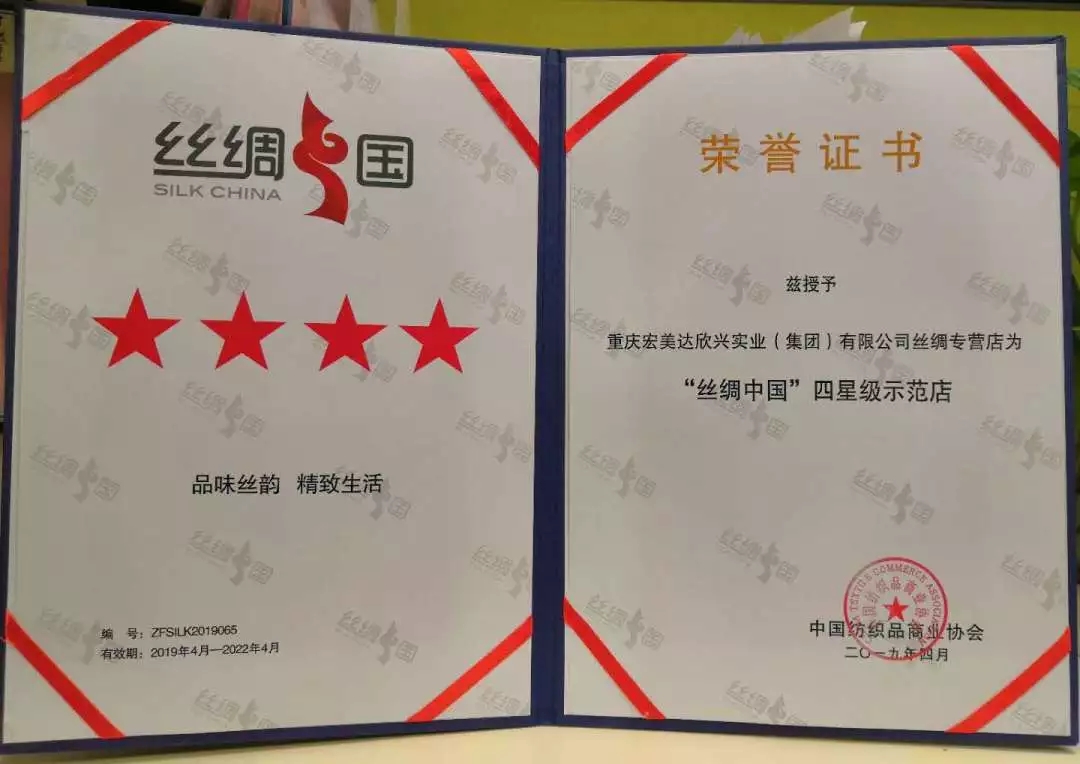 丝绸中国
SILK CHINA
品味丝韵 精致生活
编 号：ZFSILK2019065
有效期：2019年4月—2022年4月
荣誉证书
兹授予
重庆宏美达欣兴实业（集团）有限公司丝绸专营店为
“丝绸中国”四星级示范店
中国纺织品商业协会
二〇一九年四月